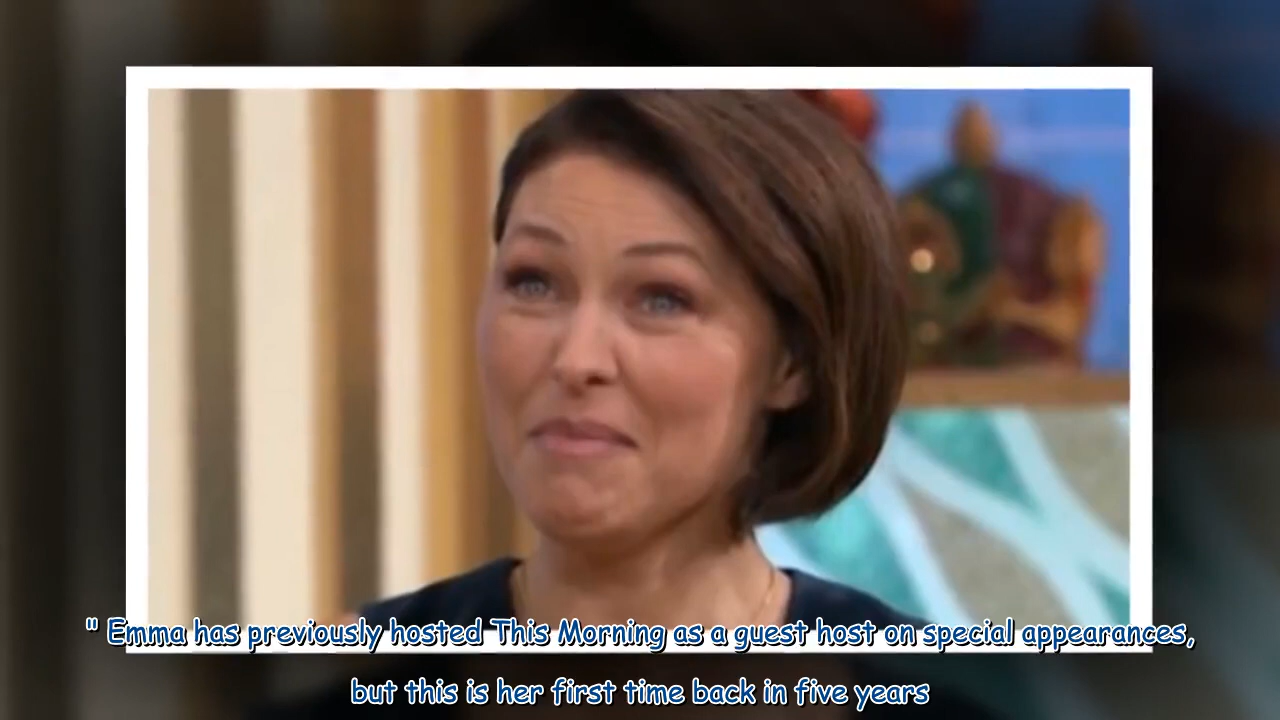 " Emma has previously hosted This Morning as a guest host on special appearances,
but this is her first time back in five years